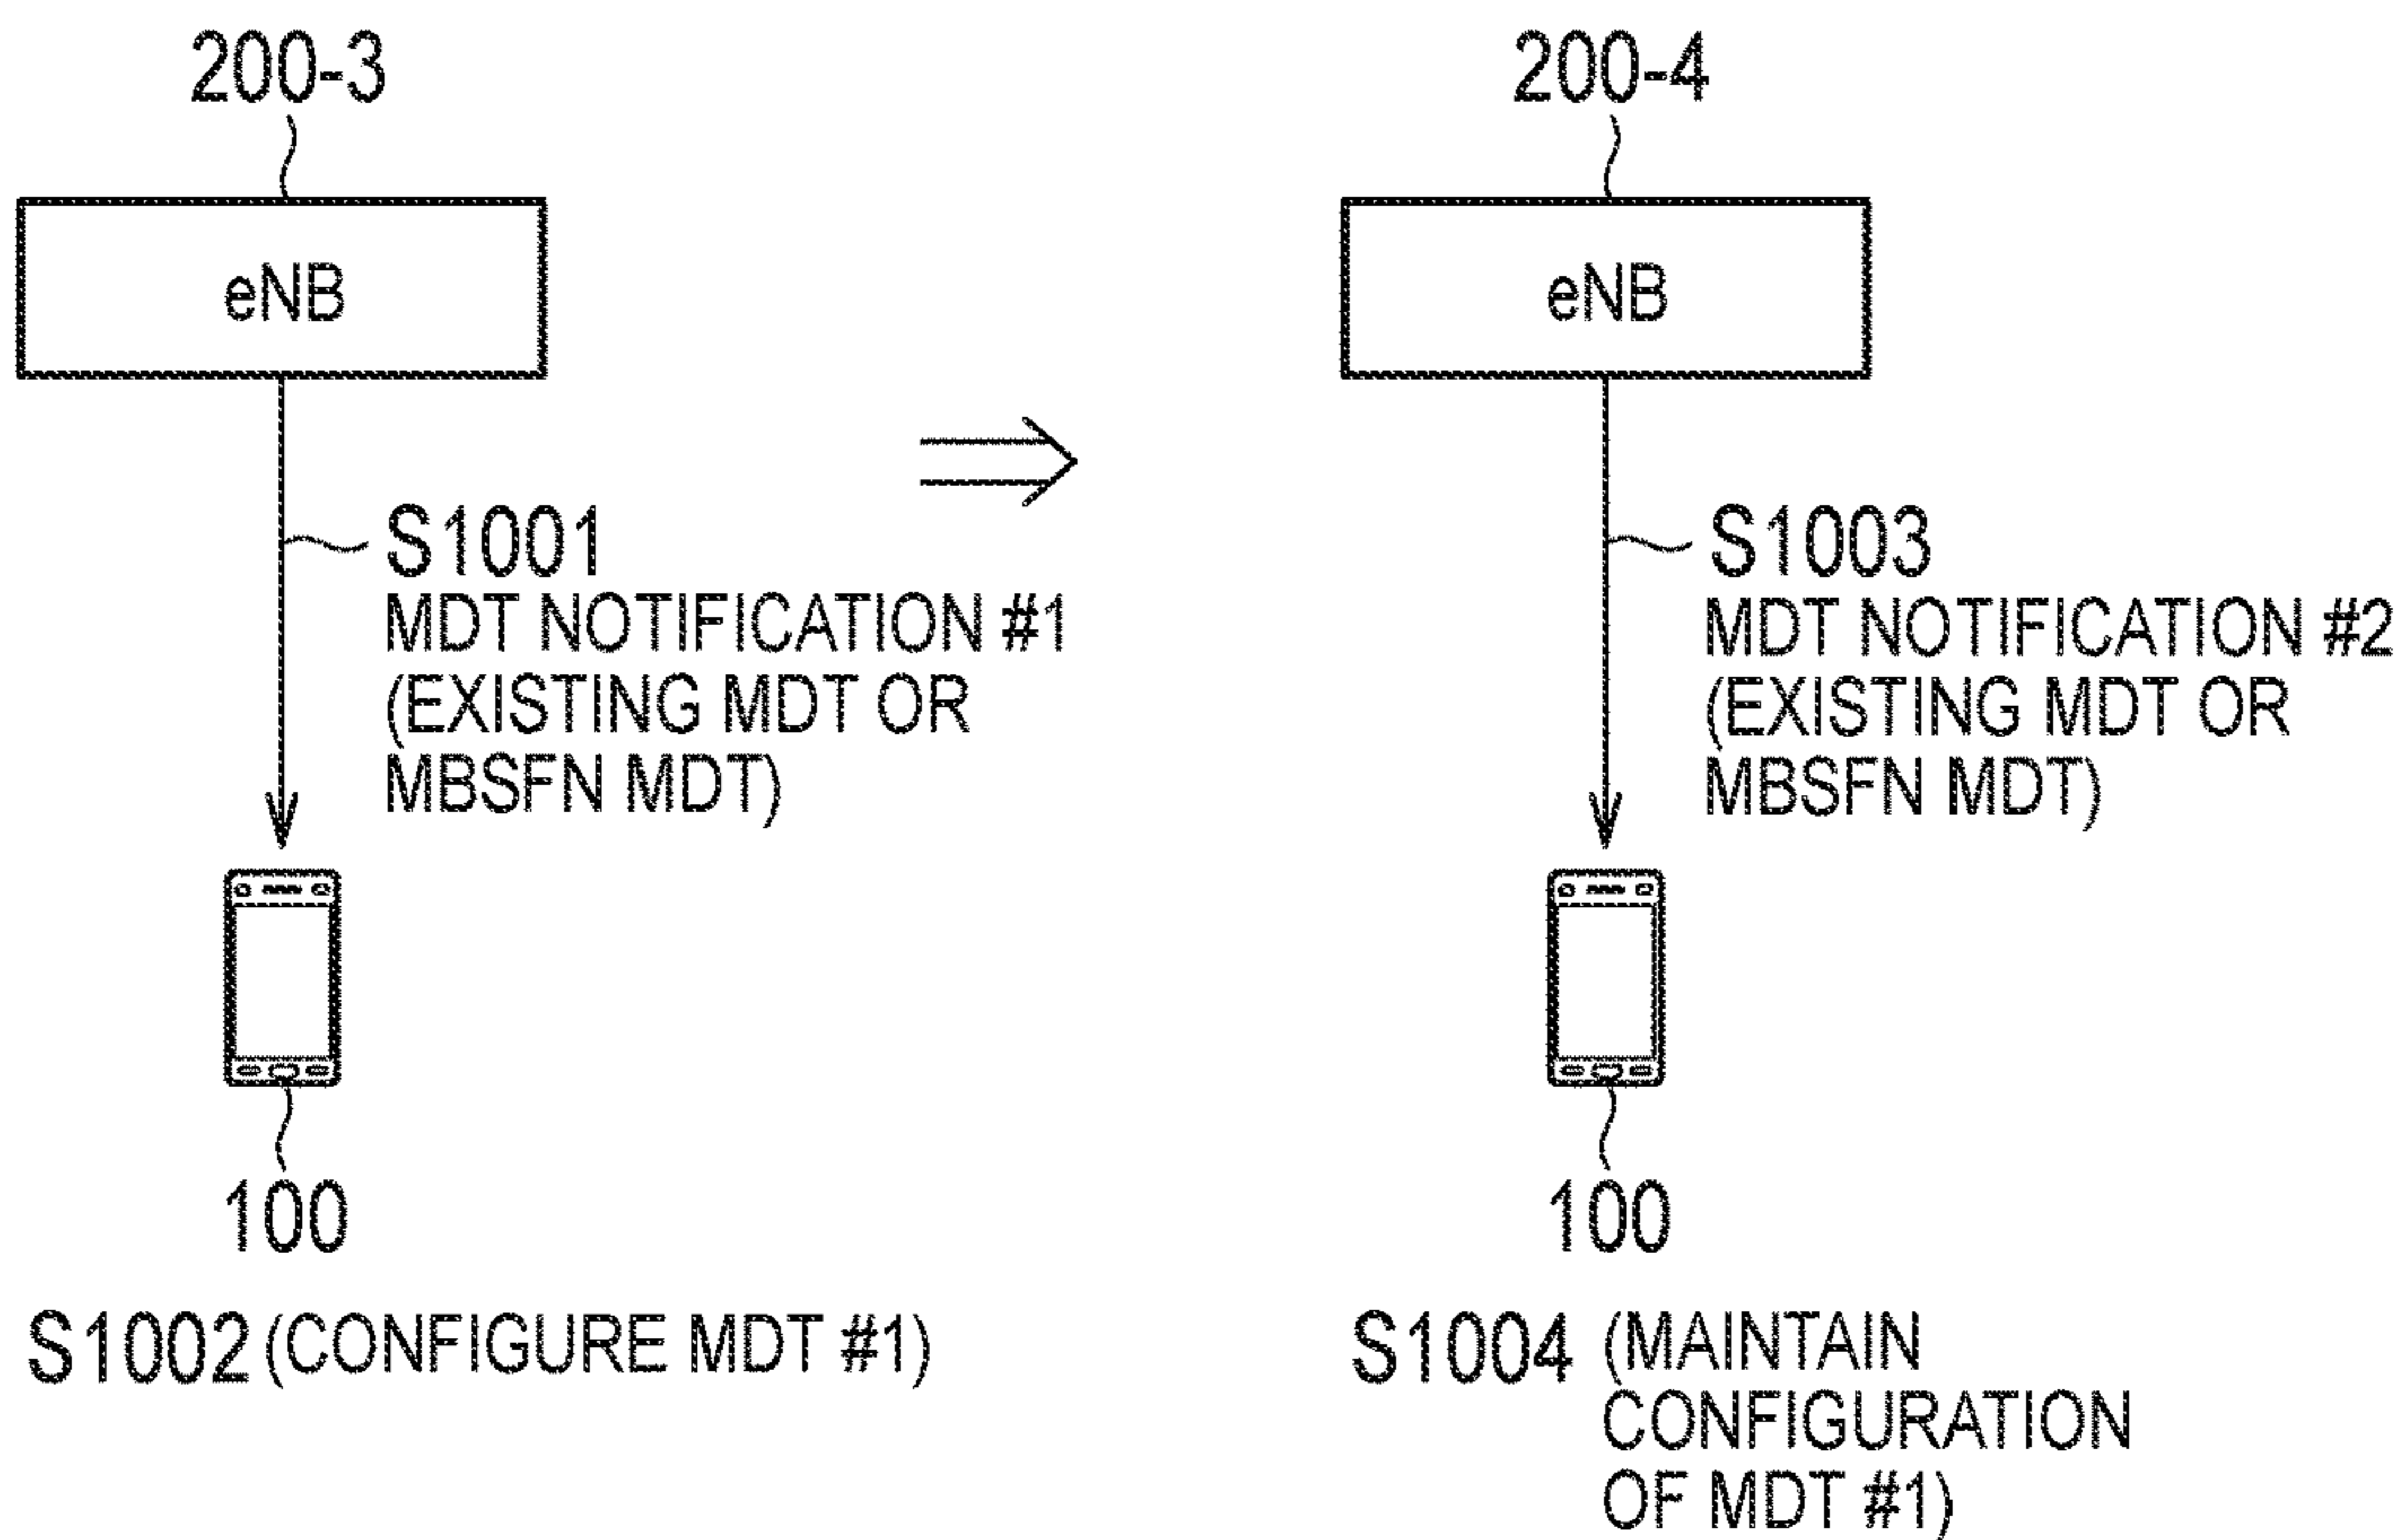 200-3
eNB
S1001
MDT NOTIFICATION #1
(EXISTING MDT OR
MBSFN MDT)
100
S1002 (CONFIGURE MDT #1)
200-4
eNB
S1003
MDT NOTIFICATION #2
(EXISTING MDT OR
MBSFN MDT)
100
S1004 (MAINTAIN
CONFIGURATION
OF MDT #1)